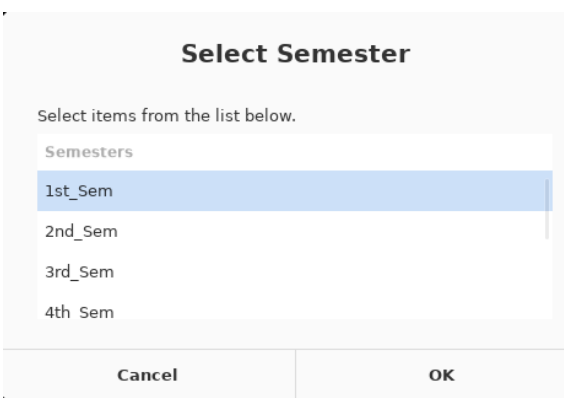 Select Semester
Select items from the list below.
Semesters
1st_Sem
2nd_Sem
3rd_Sem
4th_Sem
Cancel OK